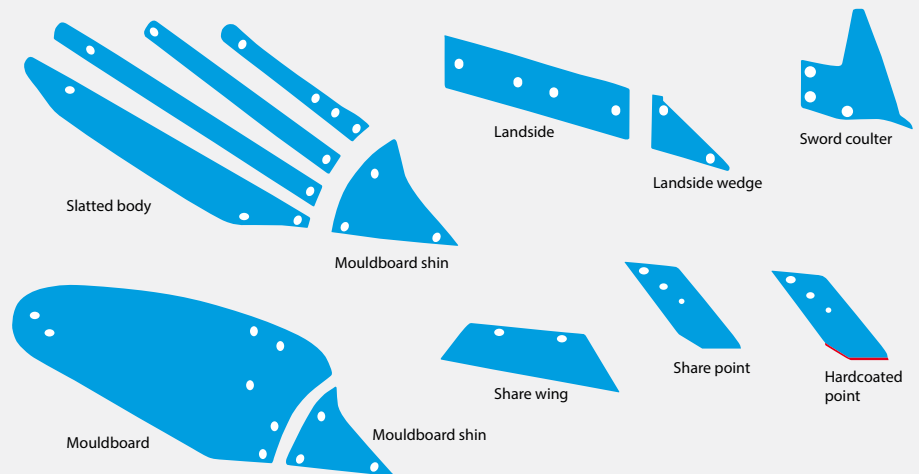 Landside
Sword coulter
Landside wedge
Slatted body
Mouldboard shin
Share point
Hardcoated
point
Share wing
Mouldboard shin
Mouldboard